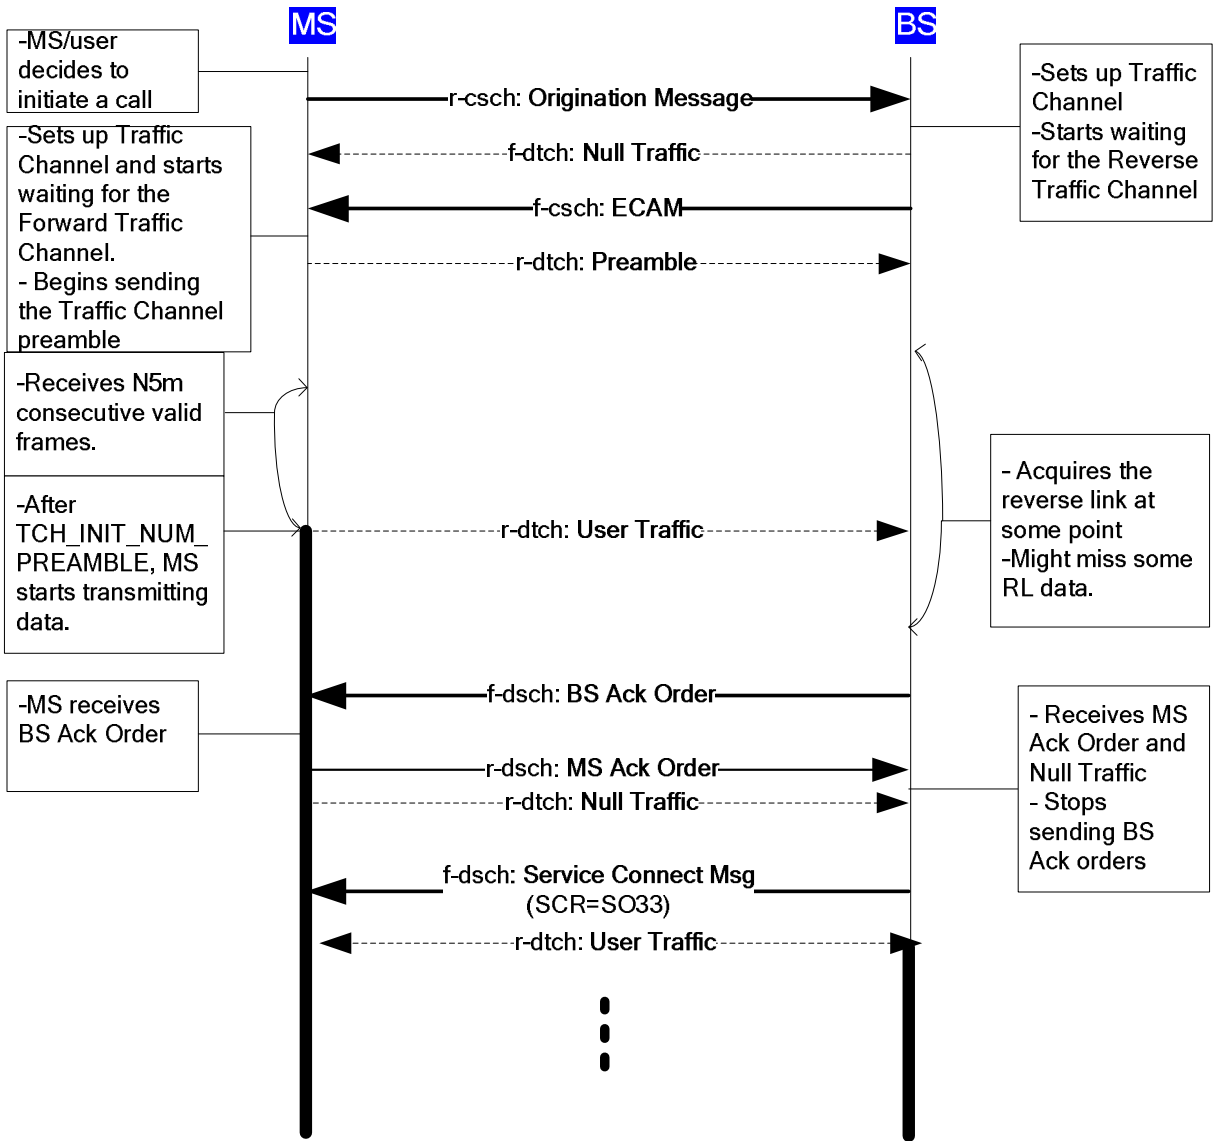 MS
BS
-MS/user
decides to
initiate a call
r-csch: Origination Message
-Sets up Traffic
Channel
-Starts waiting
for the Reverse
Traffic Channel
-Sets up Traffic
Channel and starts
waiting for the
Forward Traffic
Channel.
- Begins sending
the Traffic Channel
preamble
f-dtch: Null Traffic
f-csch: ECAM
r-dtch: Preamble
-Receives N5m
consecutive valid
frames.
-After
TCH_INIT_NUM_
PREAMBLE, MS
starts transmitting
data.
r-dtch: User Traffic
- Acquires the
reverse link at
some point
-Might miss some
RL data.
f-dsch: BS Ack Order
-MS receives
BS Ack Order
r-dsch: MS Ack Order
r-dtch: Null Traffic
- Receives MS
Ack Order and
Null Traffic
- Stops
sending BS
Ack orders
f-dsch: Service Connect Msg
(SCR=SO33)
r-dtch: User Traffic